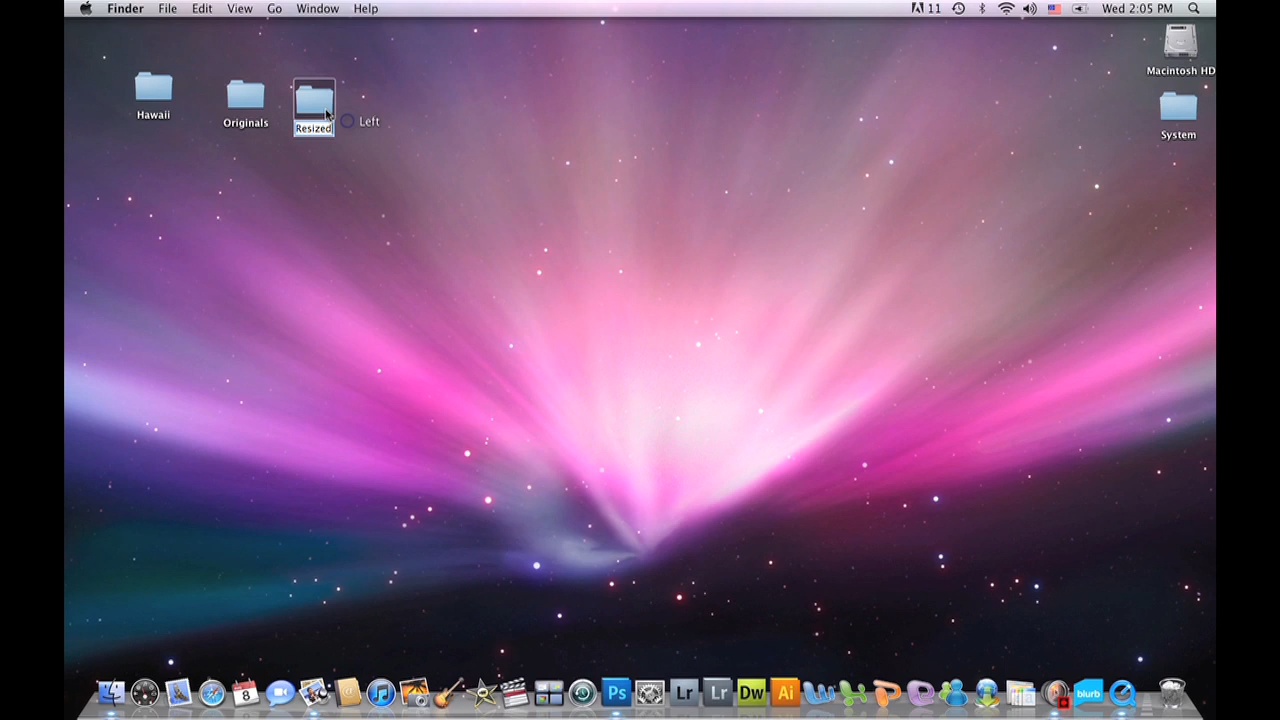 Finder File Edit View Go Window Help
11 Wed 2:05 PM
Macintosh HD
Hawaii
Originals
Resized
Left
System
8 Ps Lr Lr Dw Ai blurb